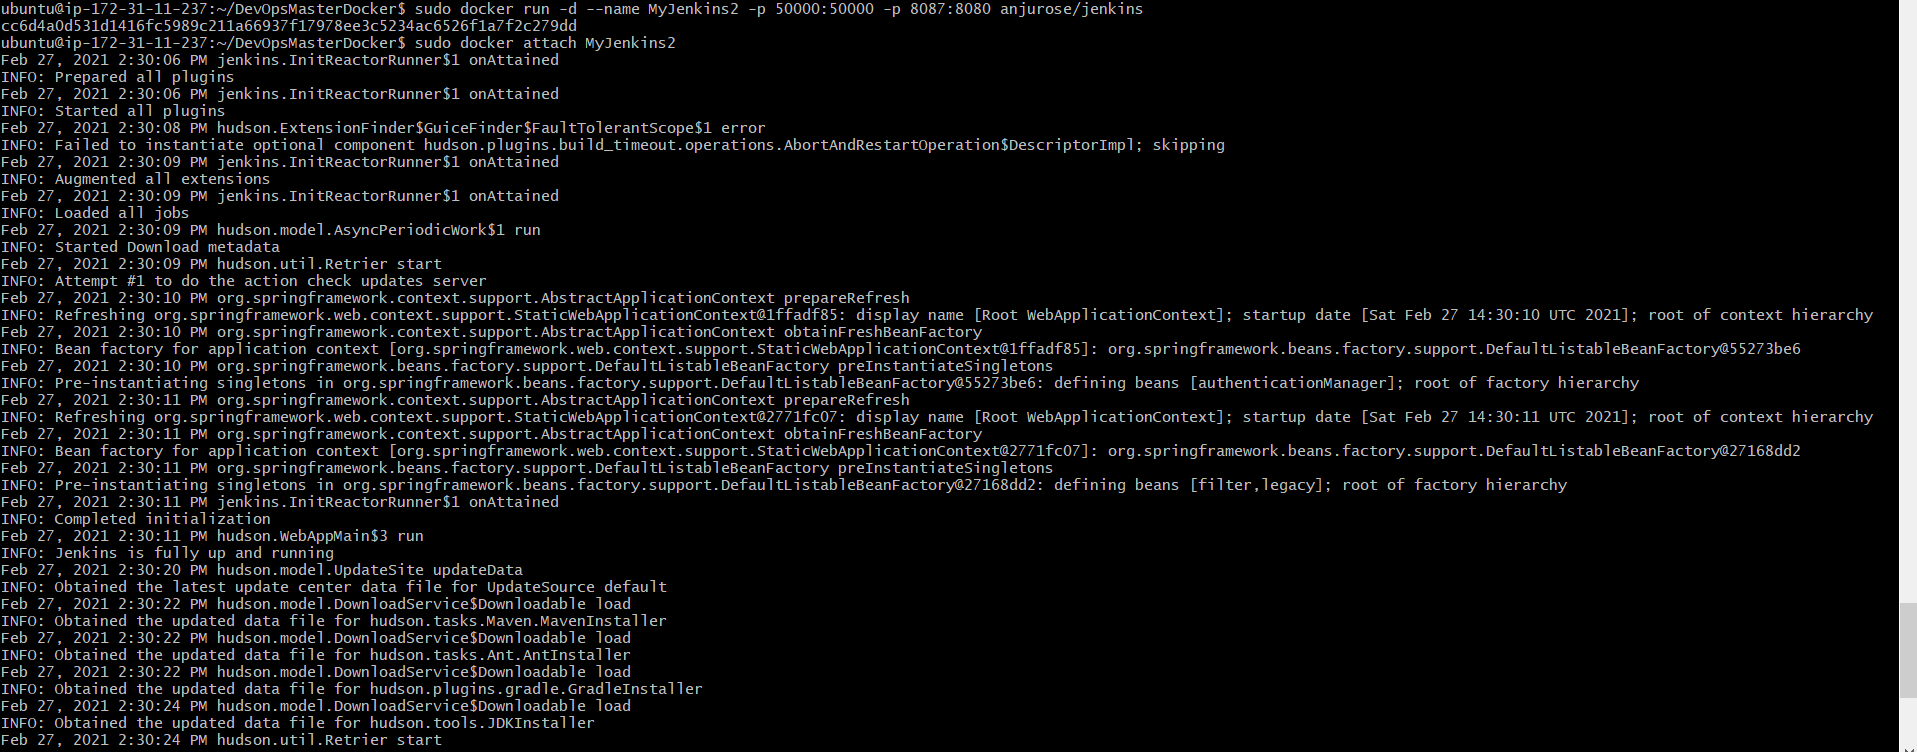 ubuntu@ip-172-31-11-237:~/DevOpsMasterDocker$ sudo docker run -d --name MyJenkins2 -p 50000:50000 -p 8087:8080 anjurose/jenkins
cc6d4a0d531d1416fc5989c211a66937f17978ee3c5234ac6526f1a7f2c279dd
ubuntu@ip-172-31-11-237:~/DevOpsMasterDocker$ sudo docker attach MyJenkins2
Feb 27, 2021 2:30:06 PM jenkins.InitReactorRunner$1 onAttained
INFO: Prepared all plugins
Feb 27, 2021 2:30:06 PM jenkins.InitReactorRunner$1 onAttained
INFO: Started all plugins
Feb 27, 2021 2:30:08 PM hudson.ExtensionFinder$GuiceFinder$FaultTolerantScope$1 error
INFO: Failed to instantiate optional component hudson.plugins.build_timeout.operations.AbortAndRestartOperation$DescriptorImpl; skipping
Feb 27, 2021 2:30:09 PM jenkins.InitReactorRunner$1 onAttained
INFO: Augmented all extensions
Feb 27, 2021 2:30:09 PM jenkins.InitReactorRunner$1 onAttained
INFO: Loaded all jobs
Feb 27, 2021 2:30:09 PM hudson.model.AsyncPeriodicWork$1 run
INFO: Started Download metadata
Feb 27, 2021 2:30:09 PM hudson.util.Retrier start
INFO: Attempt #1 to do the action check updates server
Feb 27, 2021 2:30:10 PM org.springframework.context.support.AbstractApplicationContext prepareRefresh
INFO: Refreshing org.springframework.web.context.support.StaticWebApplicationContext@1ffadf85: display name [Root WebApplicationContext]; startup date [Sat Feb 27 14:30:10 UTC 2021]; root of context hierarchy
Feb 27, 2021 2:30:10 PM org.springframework.context.support.AbstractApplicationContext obtainFreshBeanFactory
INFO: Bean factory for application context [org.springframework.web.context.support.StaticWebApplicationContext@1ffadf85]: org.springframework.beans.factory.support.DefaultListableBeanFactory@55273be6
Feb 27, 2021 2:30:10 PM org.springframework.beans.factory.support.DefaultListableBeanFactory preInstantiateSingletons
INFO: Pre-instantiating singletons in org.springframework.beans.factory.support.DefaultListableBeanFactory@55273be6: defining beans [authenticationManager]; root of factory hierarchy
Feb 27, 2021 2:30:11 PM org.springframework.context.support.AbstractApplicationContext prepareRefresh
INFO: Refreshing org.springframework.web.context.support.StaticWebApplicationContext@2771fc07: display name [Root WebApplicationContext]; startup date [Sat Feb 27 14:30:11 UTC 2021]; root of context hierarchy
Feb 27, 2021 2:30:11 PM org.springframework.context.support.AbstractApplicationContext obtainFreshBeanFactory
INFO: Bean factory for application context [org.springframework.web.context.support.StaticWebApplicationContext@2771fc07]: org.springframework.beans.factory.support.DefaultListableBeanFactory@27168dd2
Feb 27, 2021 2:30:11 PM org.springframework.beans.factory.support.DefaultListableBeanFactory preInstantiateSingletons
INFO: Pre-instantiating singletons in org.springframework.beans.factory.support.DefaultListableBeanFactory@27168dd2: defining beans [filter,legacy]; root of factory hierarchy
Feb 27, 2021 2:30:11 PM jenkins.InitReactorRunner$1 onAttained
INFO: Completed initialization
Feb 27, 2021 2:30:11 PM hudson.WebAppMain$3 run
INFO: Jenkins is fully up and running
Feb 27, 2021 2:30:20 PM hudson.model.UpdateSite updateData
INFO: Obtained the latest update center data file for UpdateSource default
Feb 27, 2021 2:30:22 PM hudson.model.DownloadService$Downloadable load
INFO: Obtained the updated data file for hudson.tasks.Maven.MavenInstaller
Feb 27, 2021 2:30:22 PM hudson.model.DownloadService$Downloadable load
INFO: Obtained the updated data file for hudson.tasks.Ant.AntInstaller
Feb 27, 2021 2:30:22 PM hudson.model.DownloadService$Downloadable load
INFO: Obtained the updated data file for hudson.plugins.gradle.GradleInstaller
Feb 27, 2021 2:30:24 PM hudson.model.DownloadService$Downloadable load
INFO: Obtained the updated data file for hudson.tools.JDKInstaller
Feb 27, 2021 2:30:24 PM hudson.util.Retrier start